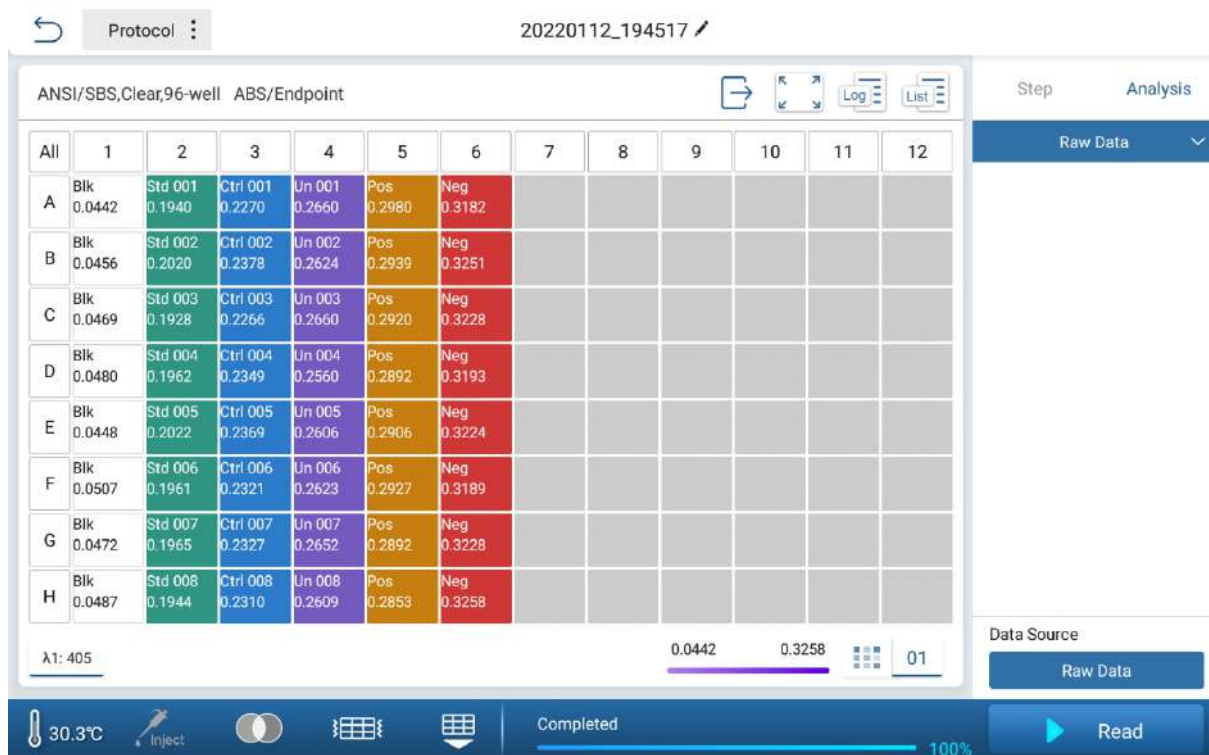 Protocol
20220112_194517
ANSI/SBS,Clear,96-well ABS/Endpoint
Log
List
Step Analysis
Raw Data
All 1 2 3 4 5 6 7 8 9 10 11 12
Blk Std 001 Ctrl 001 Un 001 Pos Neg
A 0.0442 0.1940 0.2270 0.2660 0.2980 0.3182
Blk Std 002 Ctrl 002 Un 002 Pos Neg
B 0.0456 0.2020 0.2378 0.2624 0.2939 0.3251
Blk Std 003 Ctrl 003 Un 003 Pos Neg
C 0.0469 0.1928 0.2266 0.2660 0.2920 0.3228
Blk Std 004 Ctrl 004 Un 004 Pos Neg
D 0.0480 0.1962 0.2349 0.2560 0.2892 0.3193
Blk Std 005 Ctrl 005 Un 005 Pos Neg
E 0.0448 0.2022 0.2369 0.2606 0.2906 0.3224
Blk Std 006 Ctrl 006 Un 006 Pos Neg
F 0.0507 0.1961 0.2321 0.2623 0.2927 0.3189
Blk Std 007 Ctrl 007 Un 007 Pos Neg
G 0.0472 0.1965 0.2327 0.2652 0.2892 0.3228
Blk Std 008 Ctrl 008 Un 008 Pos Neg
H 0.0487 0.1944 0.2310 0.2609 0.2853 0.3258
λ1: 405
0.0442 0.3258
01
Data Source
Raw Data
30.3℃
Inject
Completed
100%
Read